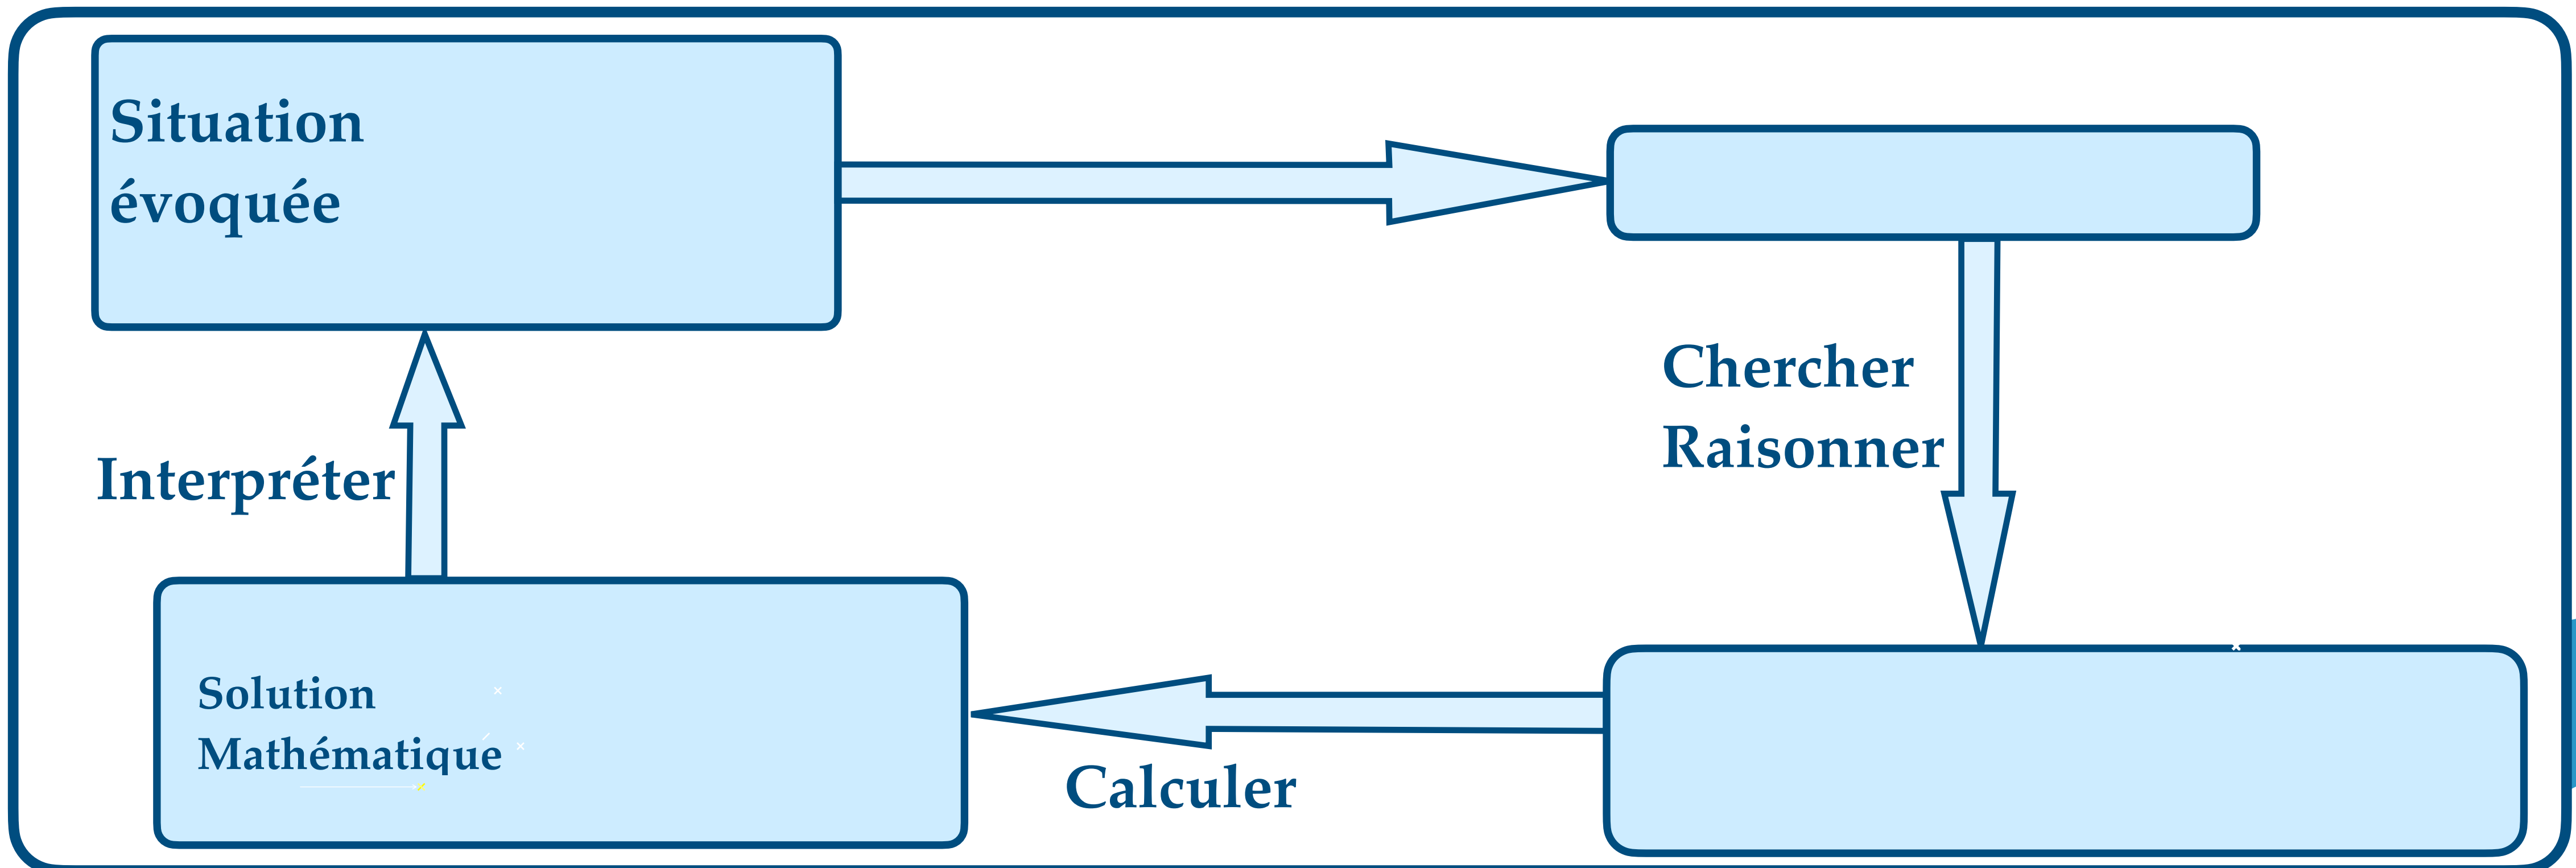 Situation
évoquée
Chercher
Raisonner
Interpréter
Solution
Mathématique
Calculer